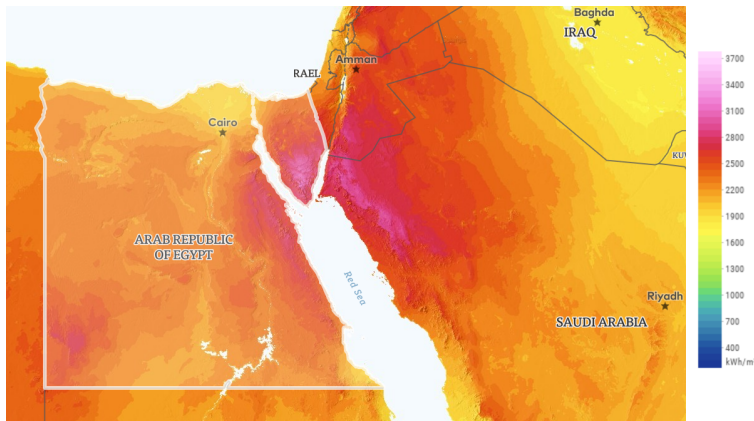 Baghda
IRAQ
Amman
RAEL
Cairo
KUV
ARAB REPUBLIC
OF EGYPT
Red Sea
Riyadh
SAUDI ARABIA
3700
3400
3100
2800
2500
2200
1900
1600
1300
1000
700
400
kWh/m